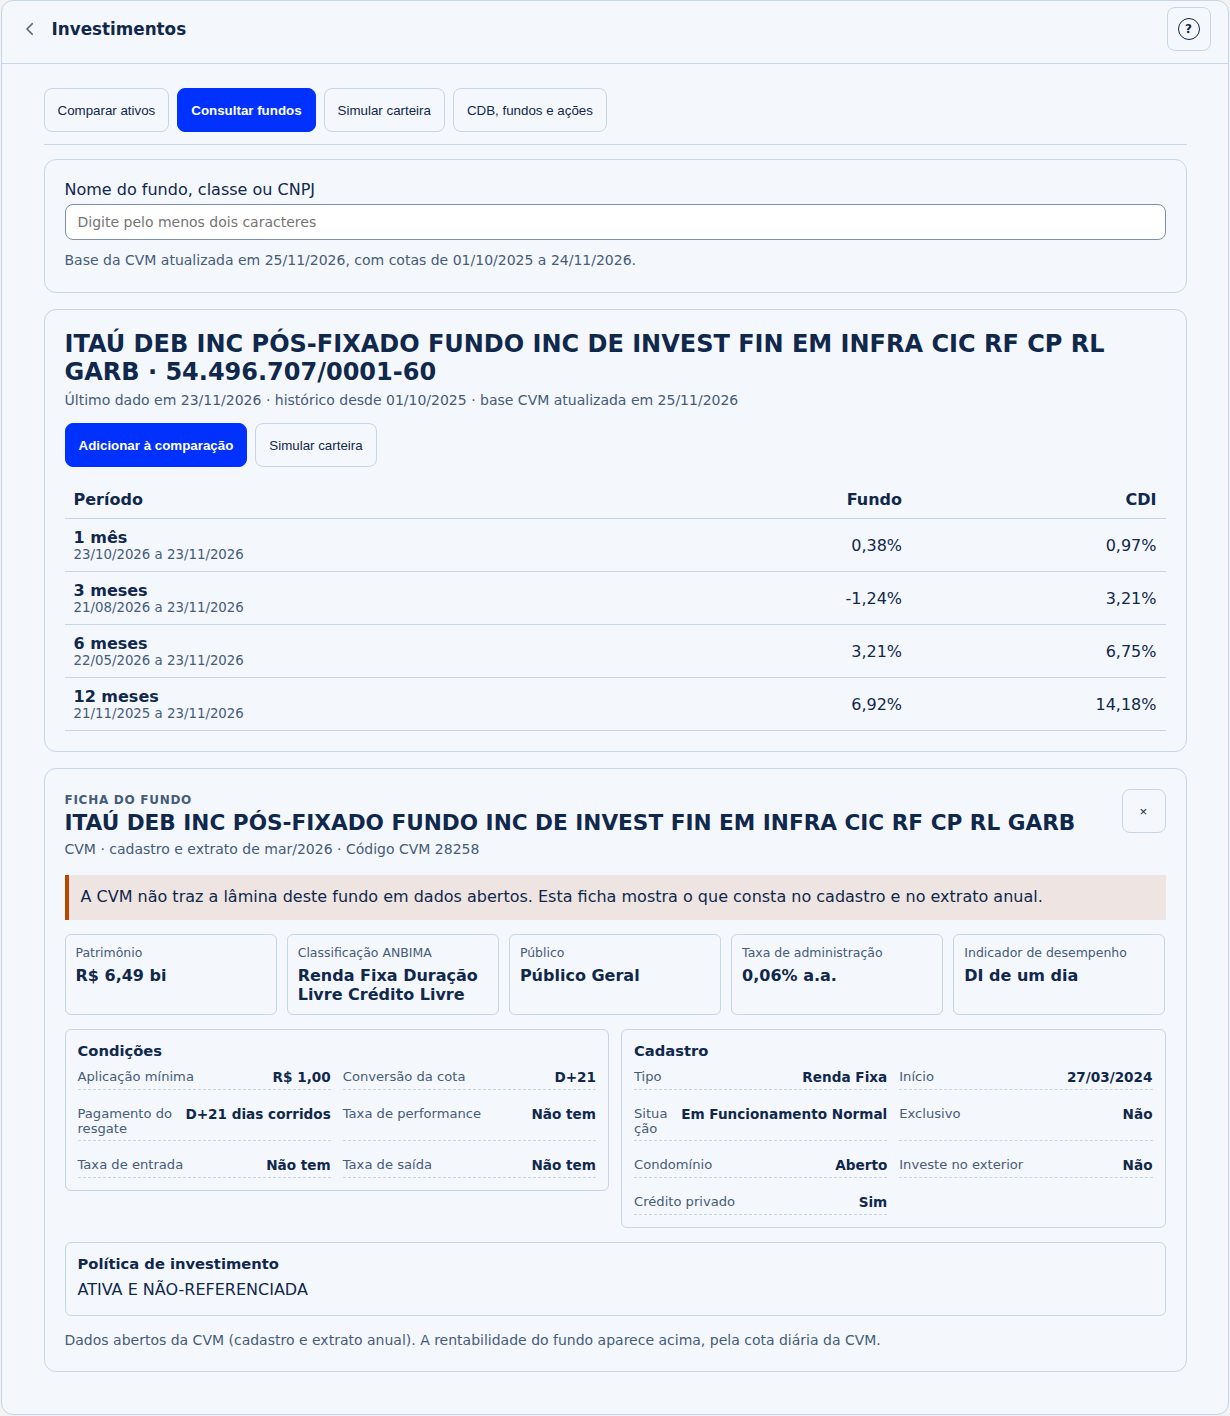 Investimentos
?
Comparar ativos
Consultar fundos
Simular carteira
CDB, fundos e ações
Nome do fundo, classe ou CNPJ
Digite pelo menos dois caracteres
Base da CVM atualizada em 25/11/2026, com cotas de 01/10/2025 a 24/11/2026.
ITAÚ DEB INC PÓS-FIXADO FUNDO INC DE INVEST FIN EM INFRA CIC RF CP RL
GARB · 54.496.707/0001-60
Último dado em 23/11/2026 · histórico desde 01/10/2025 · base CVM atualizada em 25/11/2026
Adicionar à comparação
Simular carteira
Período Fundo CDI
1 mês
23/10/2026 a 23/11/2026
0,38% 0,97%
3 meses
21/08/2026 a 23/11/2026
-1,24% 3,21%
6 meses
22/05/2026 a 23/11/2026
3,21% 6,75%
12 meses
21/11/2025 a 23/11/2026
6,92% 14,18%
FICHA DO FUNDO
ITAÚ DEB INC PÓS-FIXADO FUNDO INC DE INVEST FIN EM INFRA CIC RF CP RL GARB
×
CVM · cadastro e extrato de mar/2026 · Código CVM 28258
A CVM não traz a lâmina deste fundo em dados abertos. Esta ficha mostra o que consta no cadastro e no extrato anual.
Patrimônio
R$ 6,49 bi
Classificação ANBIMA
Renda Fixa Duração
Livre Crédito Livre
Público
Público Geral
Taxa de administração
0,06% a.a.
Indicador de desempenho
DI de um dia
Condições
Aplicação mínima R$ 1,00
Conversão da cota D+21
Pagamento do
resgate
D+21 dias corridos
Taxa de performance Não tem
Taxa de entrada Não tem
Taxa de saída Não tem
Cadastro
Tipo Renda Fixa
Início 27/03/2024
Situa
ção
Em Funcionamento Normal
Exclusivo Não
Condomínio Aberto
Investe no exterior Não
Crédito privado Sim
Política de investimento
ATIVA E NÃO-REFERENCIADA
Dados abertos da CVM (cadastro e extrato anual). A rentabilidade do fundo aparece acima, pela cota diária da CVM.